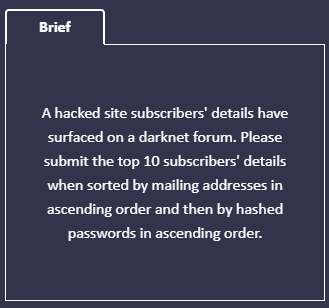 Brief
A hacked site subscribers' details have
surfaced on a darknet forum. Please
submit the top 10 subscribers' details
when sorted by mailing addresses in
ascending order and then by hashed
passwords in ascending order.